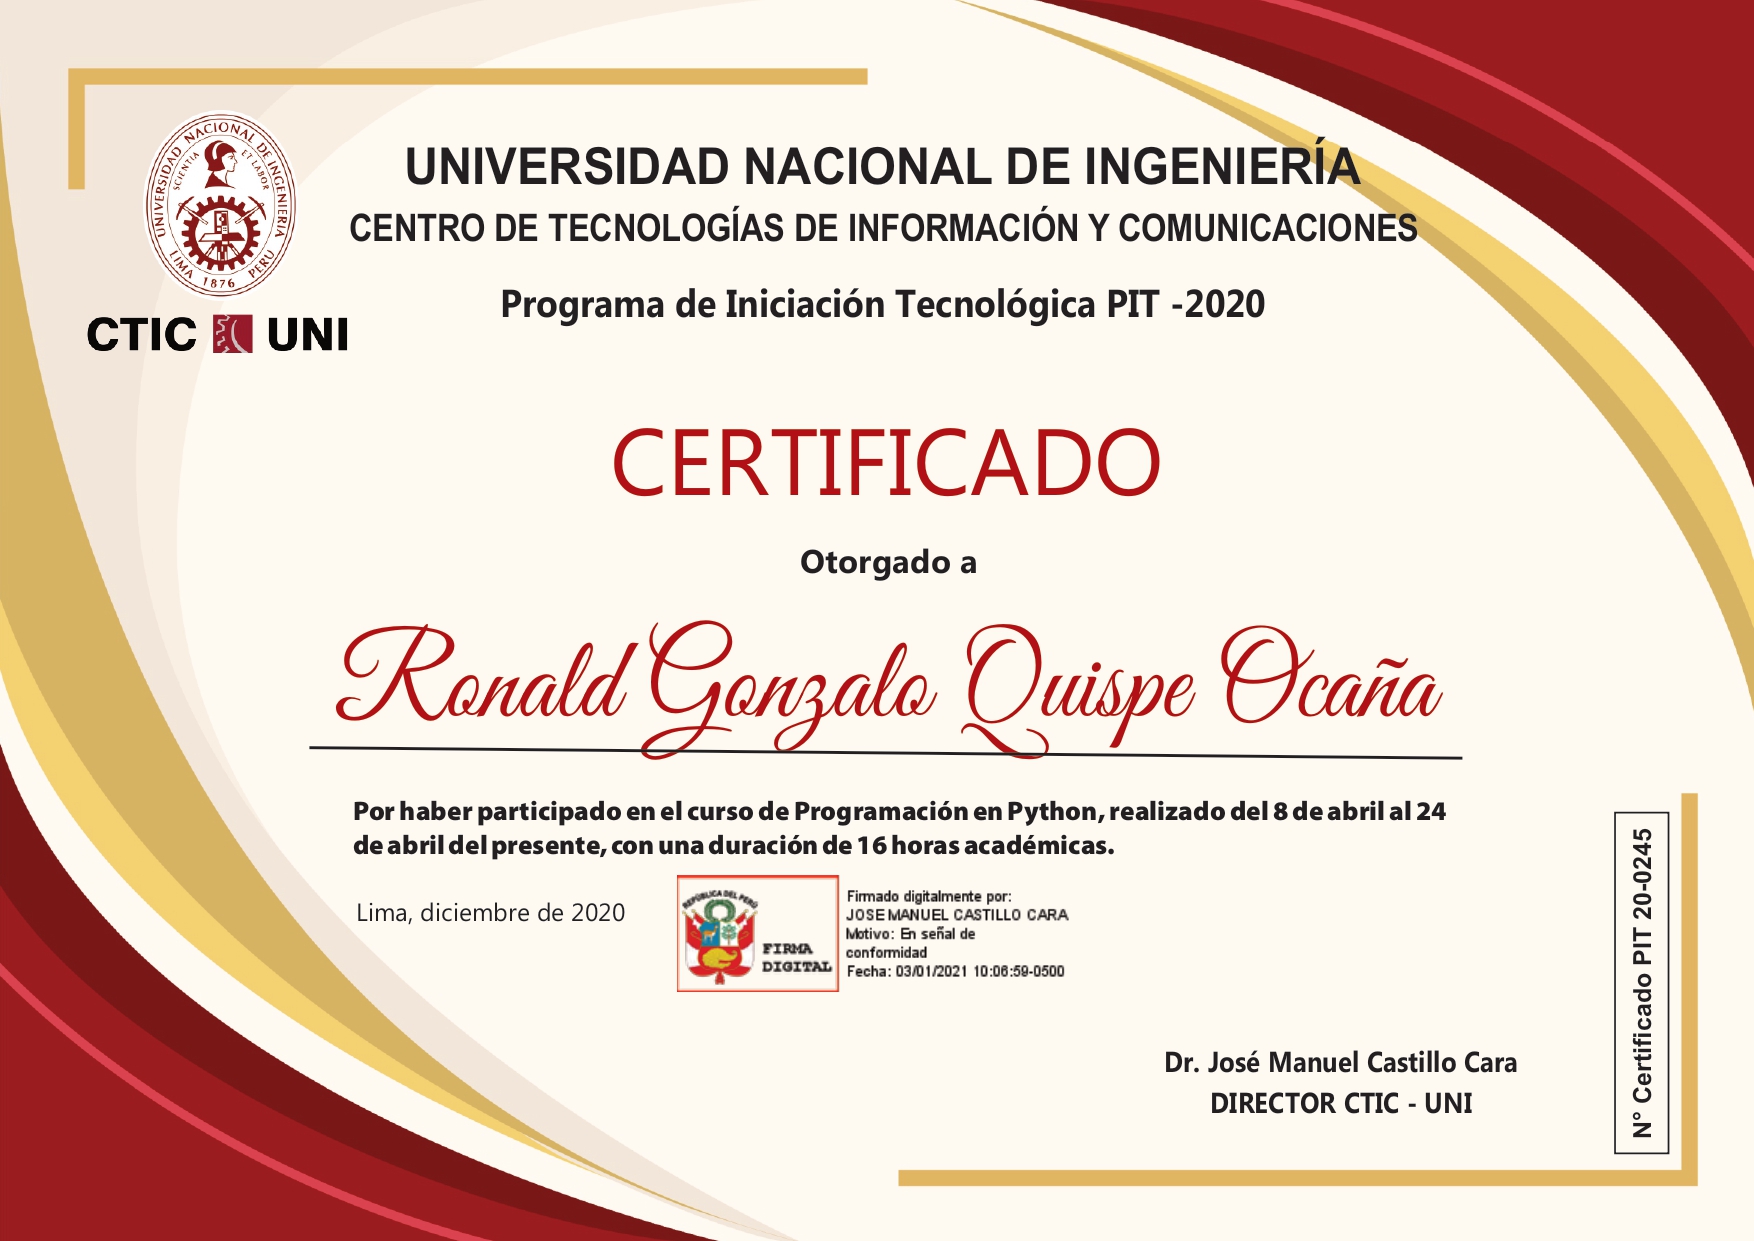 UNIVERSIDAD NACIONAL DE INGENIERIA
SCIENTIA ET LABOR
LIMA 1876 PERU
CTIC UNI
UNIVERSIDAD NACIONAL DE INGENIERÍA
CENTRO DE TECNOLOGÍAS DE INFORMACIÓN Y COMUNICACIONES
Programa de Iniciación Tecnológica PIT -2020
CERTIFICADO
Otorgado a
Ronald Gonzalo Quispe Ocaña
Por haber participado en el curso de Programación en Python, realizado del 8 de abril al 24
de abril del presente, con una duración de 16 horas académicas.
Lima, diciembre de 2020
REPÚBLICA DEL PERÚ
FIRMA
DIGITAL
Firmado digitalmente por:
JOSE MANUEL CASTILLO CARA
Motivo: En señal de
conformidad
Fecha: 03/01/2021 10:06:59-0500
Dr. José Manuel Castillo Cara
DIRECTOR CTIC - UNI
N° Certificado PIT 20-0245